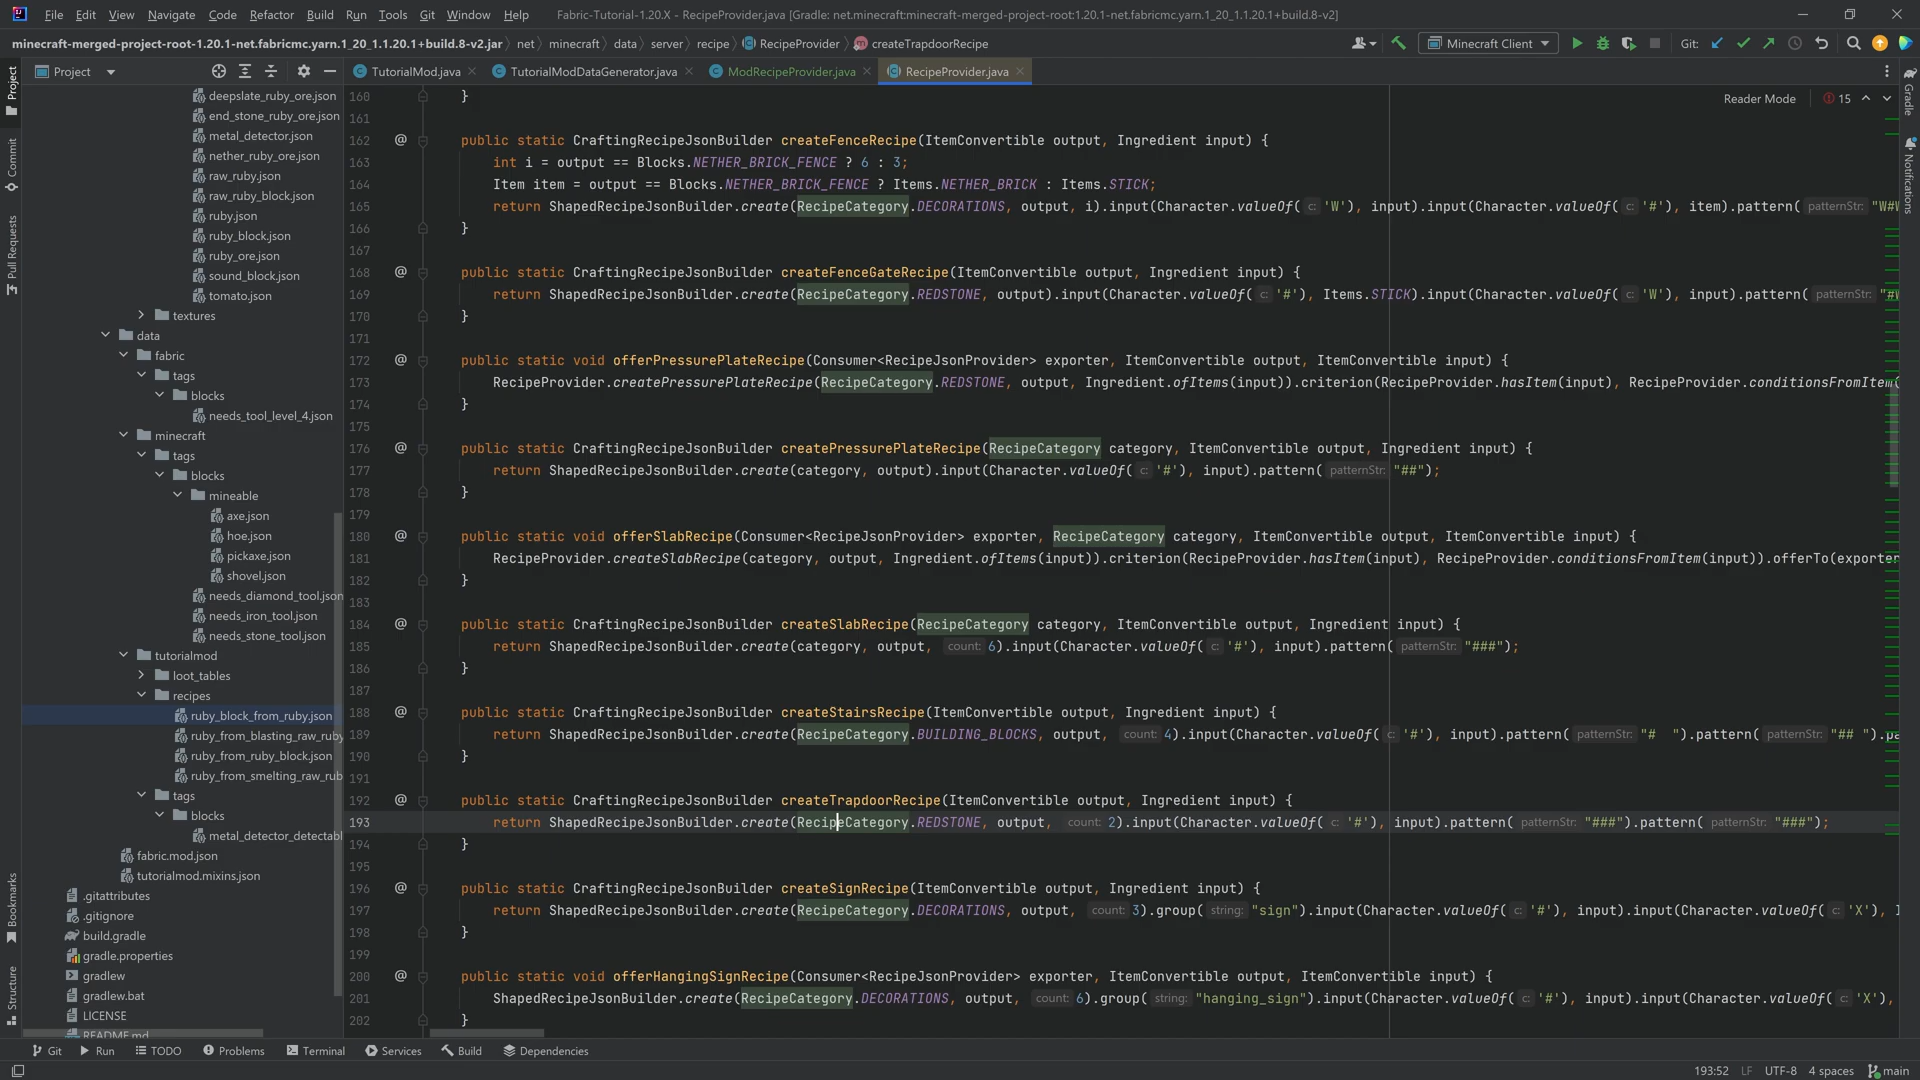 File Edit View Navigate Code Refactor Build Run Tools Git Window Help Fabric-Tutorial-1.20.X - RecipeProvider.java [Gradle: net.minecraft:minecraft-merged-project-root:1.20.1-net.fabricmc.yarn.1_20_1.1.20.1+build.8-v2]
minecraft-merged-project-root-1.20.1-net.fabricmc.yarn.1_20_1.1.20.1+build.8-v2.jar net minecraft data server recipe RecipeProvider createTrapdoorRecipe Minecraft Client Git:
Project TutorialMod.java TutorialModDataGenerator.java ModRecipeProvider.java RecipeProvider.java
Reader Mode 15
Project
Commit
Pull Requests
Bookmarks
Structure
Gradle
Notifications
deepslate_ruby_ore.json
end_stone_ruby_ore.json
metal_detector.json
nether_ruby_ore.json
raw_ruby.json
raw_ruby_block.json
ruby.json
ruby_block.json
ruby_ore.json
sound_block.json
tomato.json
textures
data
fabric
tags
blocks
needs_tool_level_4.json
minecraft
tags
blocks
mineable
axe.json
hoe.json
pickaxe.json
shovel.json
needs_diamond_tool.json
needs_iron_tool.json
needs_stone_tool.json
tutorialmod
loot_tables
recipes
ruby_block_from_ruby.json
ruby_from_blasting_raw_ruby
ruby_from_ruby_block.json
ruby_from_smelting_raw_rub
tags
blocks
metal_detector_detectabl
fabric.mod.json
tutorialmod.mixins.json
.gitattributes
.gitignore
build.gradle
gradle.properties
gradlew
gradlew.bat
LICENSE
README.md
160 }
161
162 @ public static CraftingRecipeJsonBuilder createFenceRecipe(ItemConvertible output, Ingredient input) {
163 int i = output == Blocks.NETHER_BRICK_FENCE ? 6 : 3;
164 Item item = output == Blocks.NETHER_BRICK_FENCE ? Items.NETHER_BRICK : Items.STICK;
165 return ShapedRecipeJsonBuilder.create(RecipeCategory.DECORATIONS, output, i).input(Character.valueOf( c: 'W'), input).input(Character.valueOf( c: '#'), item).pattern( patternStr: "W#W
166 }
167
168 @ public static CraftingRecipeJsonBuilder createFenceGateRecipe(ItemConvertible output, Ingredient input) {
169 return ShapedRecipeJsonBuilder.create(RecipeCategory.REDSTONE, output).input(Character.valueOf( c: '#'), Items.STICK).input(Character.valueOf( c: 'W'), input).pattern( patternStr: "#W
170 }
171
172 @ public static void offerPressurePlateRecipe(Consumer<RecipeJsonProvider> exporter, ItemConvertible output, ItemConvertible input) {
173 RecipeProvider.createPressurePlateRecipe(RecipeCategory.REDSTONE, output, Ingredient.ofItems(input)).criterion(RecipeProvider.hasItem(input), RecipeProvider.conditionsFromItem(
174 }
175
176 @ public static CraftingRecipeJsonBuilder createPressurePlateRecipe(RecipeCategory category, ItemConvertible output, Ingredient input) {
177 return ShapedRecipeJsonBuilder.create(category, output).input(Character.valueOf( c: '#'), input).pattern( patternStr: "##");
178 }
179
180 @ public static void offerSlabRecipe(Consumer<RecipeJsonProvider> exporter, RecipeCategory category, ItemConvertible output, ItemConvertible input) {
181 RecipeProvider.createSlabRecipe(category, output, Ingredient.ofItems(input)).criterion(RecipeProvider.hasItem(input), RecipeProvider.conditionsFromItem(input)).offerTo(exporter
182 }
183
184 @ public static CraftingRecipeJsonBuilder createSlabRecipe(RecipeCategory category, ItemConvertible output, Ingredient input) {
185 return ShapedRecipeJsonBuilder.create(category, output, count: 6).input(Character.valueOf( c: '#'), input).pattern( patternStr: "###");
186 }
187
188 @ public static CraftingRecipeJsonBuilder createStairsRecipe(ItemConvertible output, Ingredient input) {
189 return ShapedRecipeJsonBuilder.create(RecipeCategory.BUILDING_BLOCKS, output, count: 4).input(Character.valueOf( c: '#'), input).pattern( patternStr: "#  ").pattern( patternStr: "## ").pa
190 }
191
192 @ public static CraftingRecipeJsonBuilder createTrapdoorRecipe(ItemConvertible output, Ingredient input) {
193 return ShapedRecipeJsonBuilder.create(RecipeCategory.REDSTONE, output, count: 2).input(Character.valueOf( c: '#'), input).pattern( patternStr: "###").pattern( patternStr: "###");
194 }
195
196 @ public static CraftingRecipeJsonBuilder createSignRecipe(ItemConvertible output, Ingredient input) {
197 return ShapedRecipeJsonBuilder.create(RecipeCategory.DECORATIONS, output, count: 3).group( string: "sign").input(Character.valueOf( c: '#'), input).input(Character.valueOf( c: 'X'), I
198 }
199
200 @ public static void offerHangingSignRecipe(Consumer<RecipeJsonProvider> exporter, ItemConvertible output, ItemConvertible input) {
201 ShapedRecipeJsonBuilder.create(RecipeCategory.DECORATIONS, output, count: 6).group( string: "hanging_sign").input(Character.valueOf( c: '#'), input).input(Character.valueOf( c: 'X'),
202 }
Git Run TODO Problems Terminal Services Build Dependencies
193:52 LF UTF-8 4 spaces main